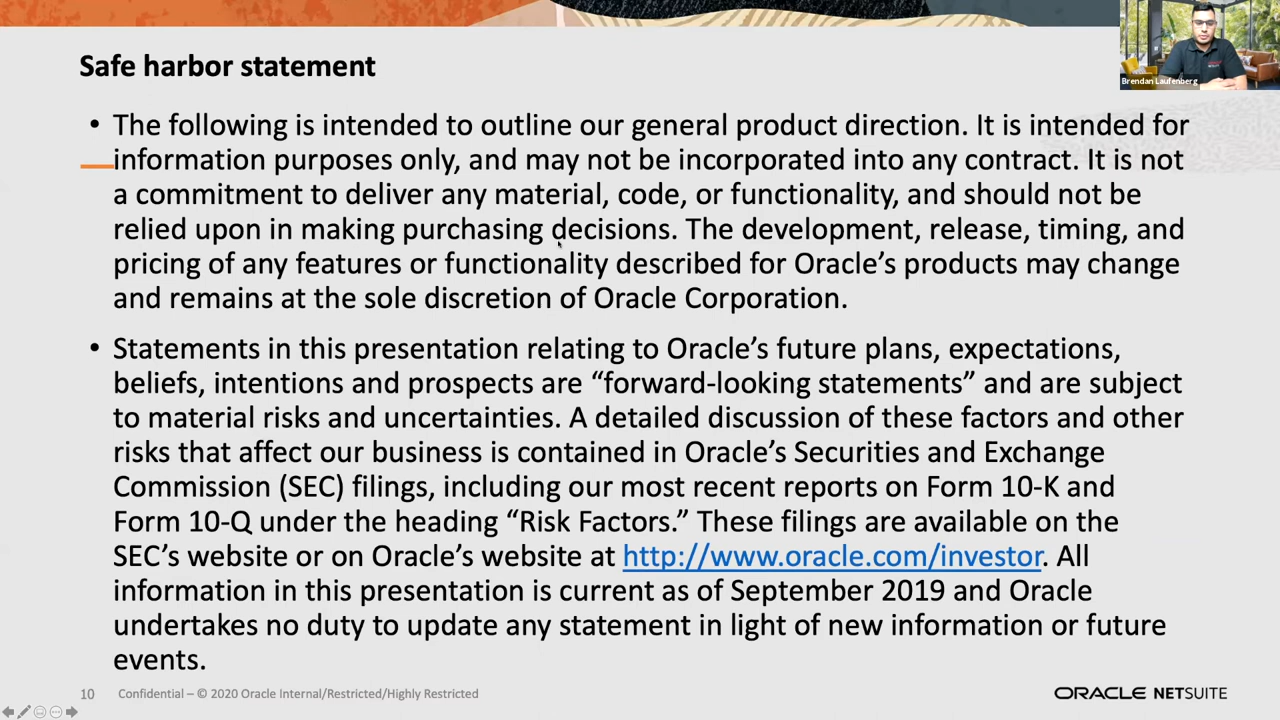 Safe harbor statement
Brendan Laufenberg
• The following is intended to outline our general product direction. It is intended for
information purposes only, and may not be incorporated into any contract. It is not
a commitment to deliver any material, code, or functionality, and should not be
relied upon in making purchasing decisions. The development, release, timing, and
pricing of any features or functionality described for Oracle’s products may change
and remains at the sole discretion of Oracle Corporation.
• Statements in this presentation relating to Oracle’s future plans, expectations,
beliefs, intentions and prospects are “forward-looking statements” and are subject
to material risks and uncertainties. A detailed discussion of these factors and other
risks that affect our business is contained in Oracle’s Securities and Exchange
Commission (SEC) filings, including our most recent reports on Form 10-K and
Form 10-Q under the heading “Risk Factors.” These filings are available on the
SEC’s website or on Oracle’s website at http://www.oracle.com/investor. All
information in this presentation is current as of September 2019 and Oracle
undertakes no duty to update any statement in light of new information or future
events.
10 Confidential – © 2020 Oracle Internal/Restricted/Highly Restricted
ORACLE NETSUITE